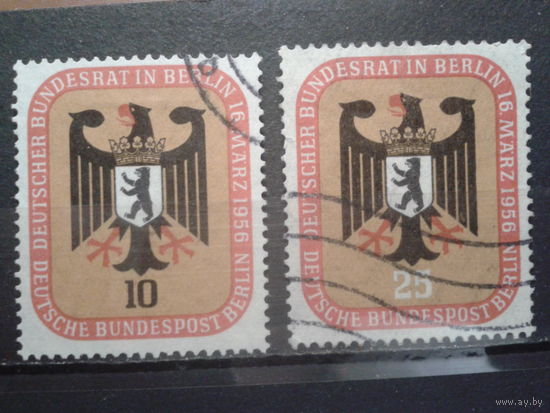 DEUTSCHER BUNDESRAT IN BERLIN 16. MÄRZ 1956
10
DEUTSCHE BUNDESPOST BERLIN
DEUTSCHER BUNDESRAT IN BERLIN 16. MÄRZ 1956
25
DEUTSCHE BUNDESPOST BERLIN
www.ay.by